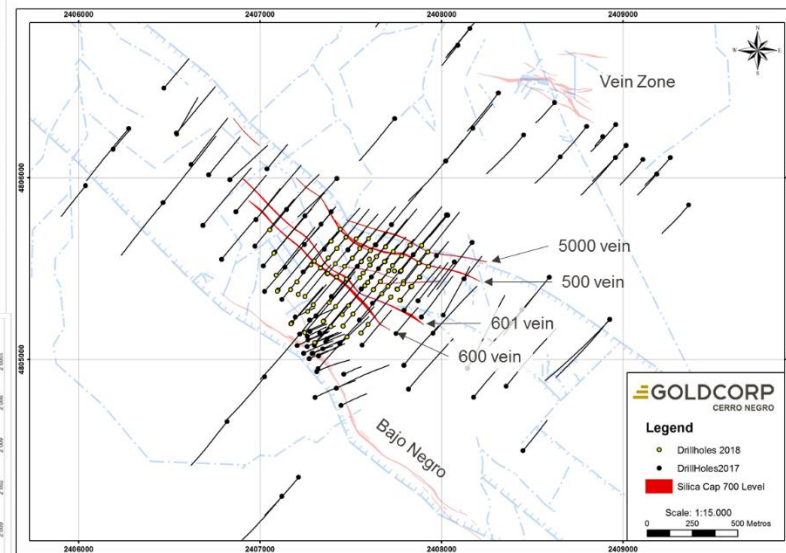 2406000
2407000
2408000
2409000
N
W
E
S
Vein Zone
4806000
5000 vein
500 vein
601 vein
600 vein
4805000
Bajo Negro
GOLDCORP
CERRO NEGRO
Legend
Drillholes 2018
DrillHoles2017
Silica Cap 700 Level
Scale: 1:15.000
0 250 500 Metros
2406000
2407000
2408000
2409000